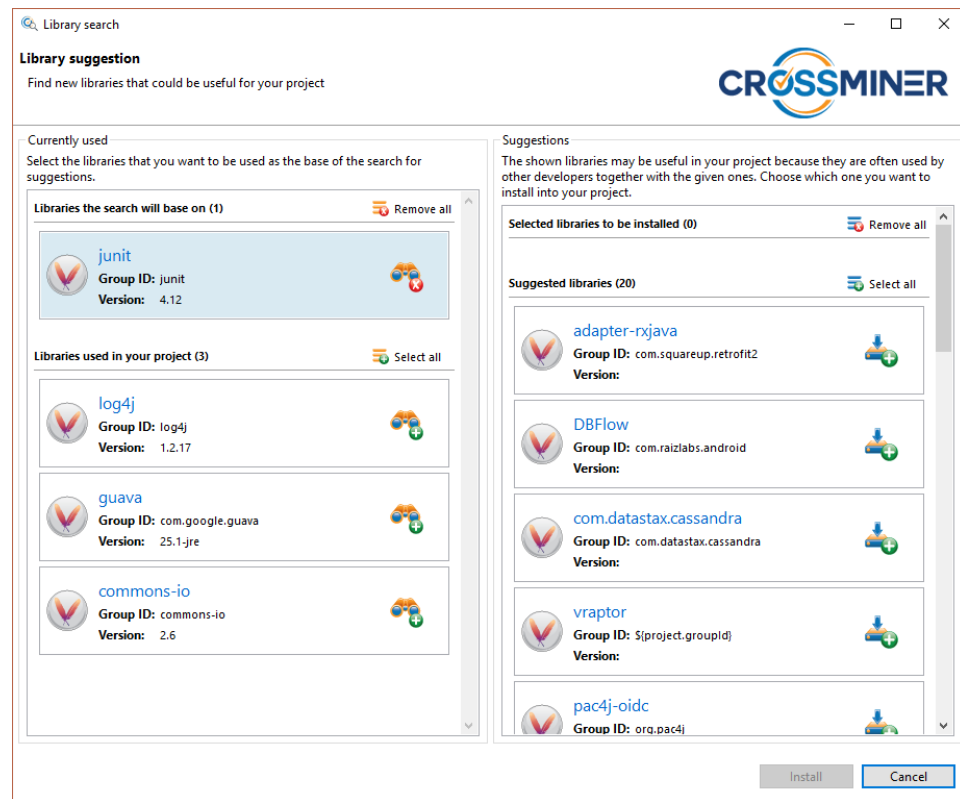 Library search
Library suggestion
Find new libraries that could be useful for your project
CROSSMINER
Currently used
Select the libraries that you want to be used as the base of the search for
suggestions.
Libraries the search will base on (1)
Remove all
junit
Group ID: junit
Version: 4.12
Libraries used in your project (3)
Select all
log4j
Group ID: log4j
Version: 1.2.17
guava
Group ID: com.google.guava
Version: 25.1-jre
commons-io
Group ID: commons-io
Version: 2.6
Suggestions
The shown libraries may be useful in your project because they are often used by
other developers together with the given ones. Choose which one you want to
install into your project.
Selected libraries to be installed (0)
Remove all
Suggested libraries (20)
Select all
adapter-rxjava
Group ID: com.squareup.retrofit2
Version:
DBFlow
Group ID: com.raizlabs.android
Version:
com.datastax.cassandra
Group ID: com.datastax.cassandra
Version:
vraptor
Group ID: ${project.groupId}
Version:
pac4j-oidc
Group ID: org.pac4j
Install
Cancel